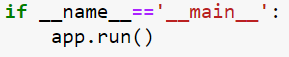 if __name__=='__main__':
    app.run()